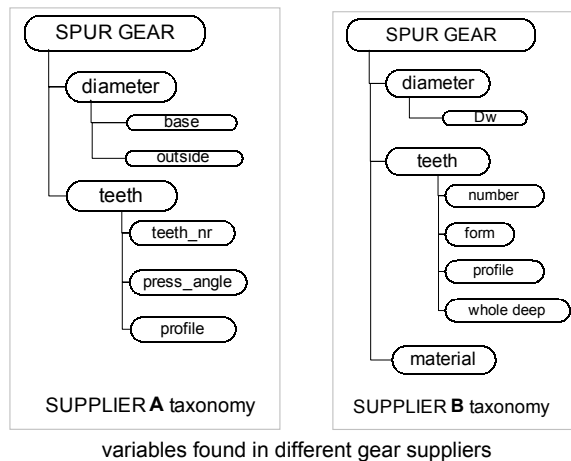 SPUR GEAR
diameter
base
outside
teeth
teeth_nr
press_angle
profile
SUPPLIER A taxonomy
SPUR GEAR
diameter
Dw
teeth
number
form
profile
whole deep
material
SUPPLIER B taxonomy
variables found in different gear suppliers